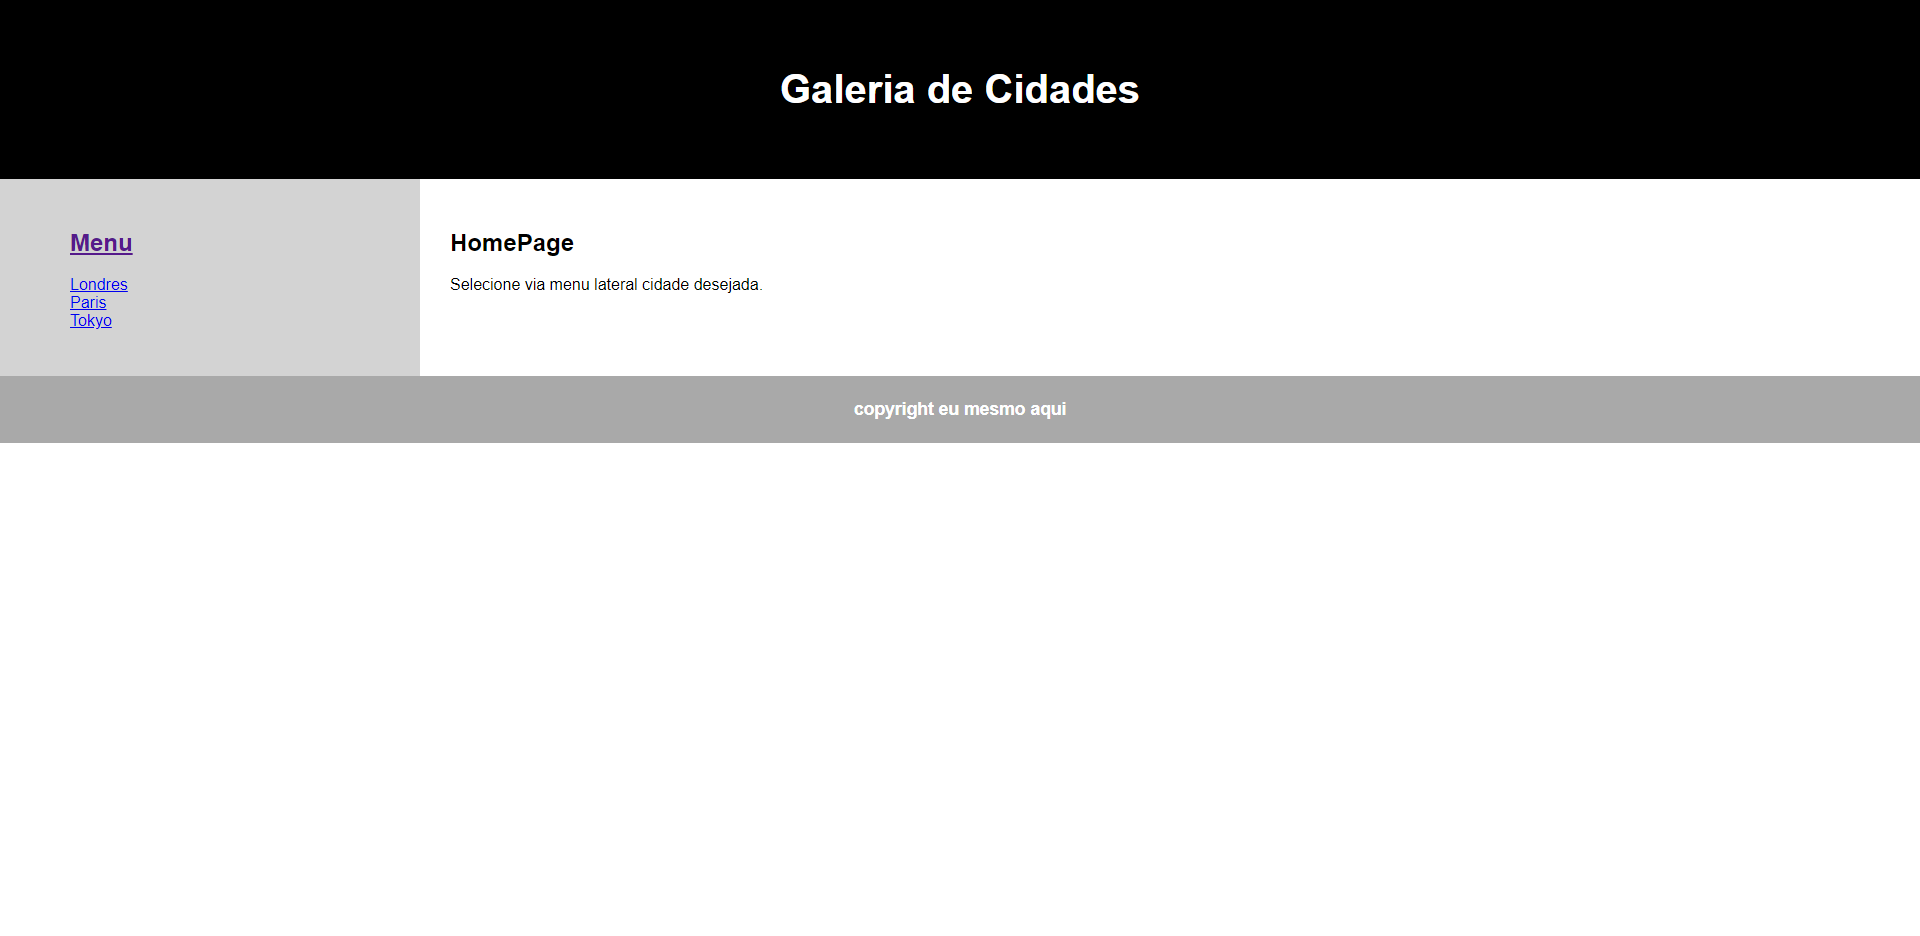 Galeria de Cidades
Menu
Londres
Paris
Tokyo
HomePage
Selecione via menu lateral cidade desejada.
copyright eu mesmo aqui